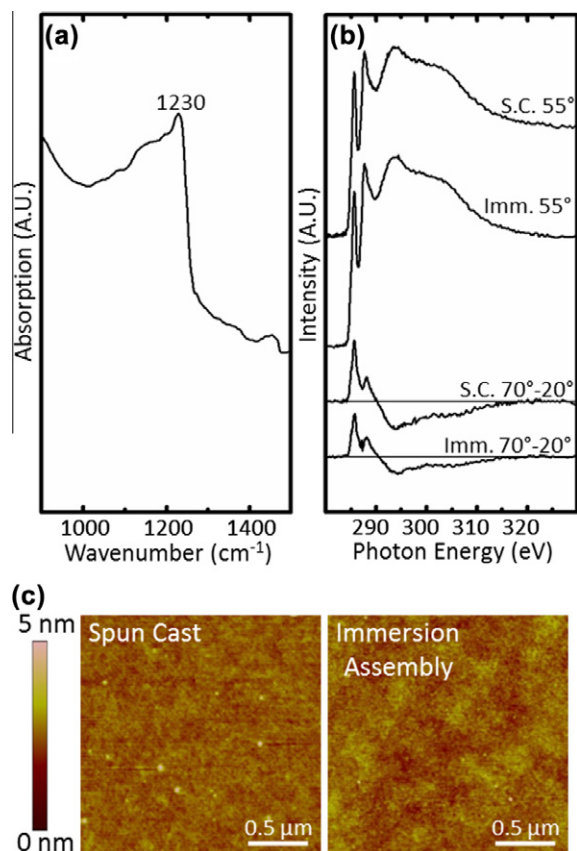 (a)
1230
Absorption (A.U.)
1000 1200 1400
Wavenumber (cm⁻¹)
(b)
S.C. 55°
Imm. 55°
S.C. 70°-20°
Imm. 70°-20°
Intensity (A.U.)
290 300 310 320
Photon Energy (eV)
(c)
5 nm
0 nm
Spun Cast
0.5 μm
Immersion
Assembly
0.5 μm